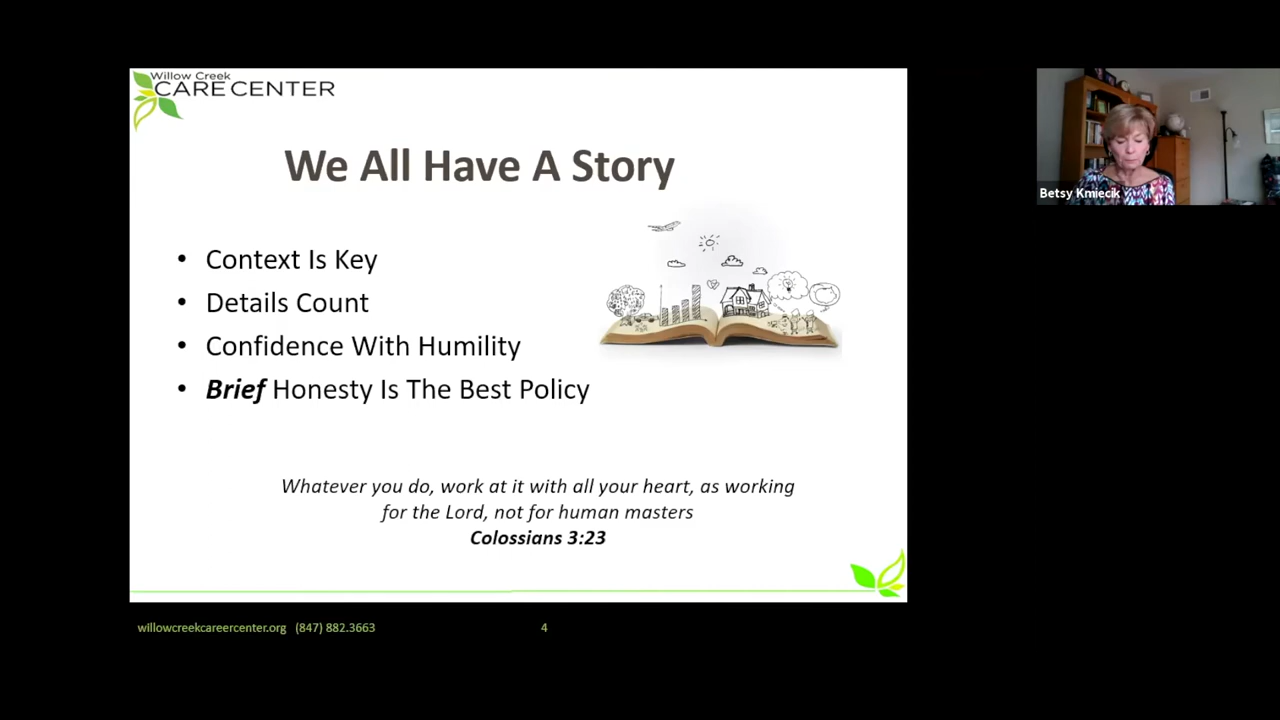 Willow Creek
CARE CENTER
We All Have A Story
• Context Is Key
• Details Count
• Confidence With Humility
• Brief Honesty Is The Best Policy
Whatever you do, work at it with all your heart, as working
for the Lord, not for human masters
Colossians 3:23
willowcreekcareercenter.org (847) 882.3663
4
Betsy Kmiecik